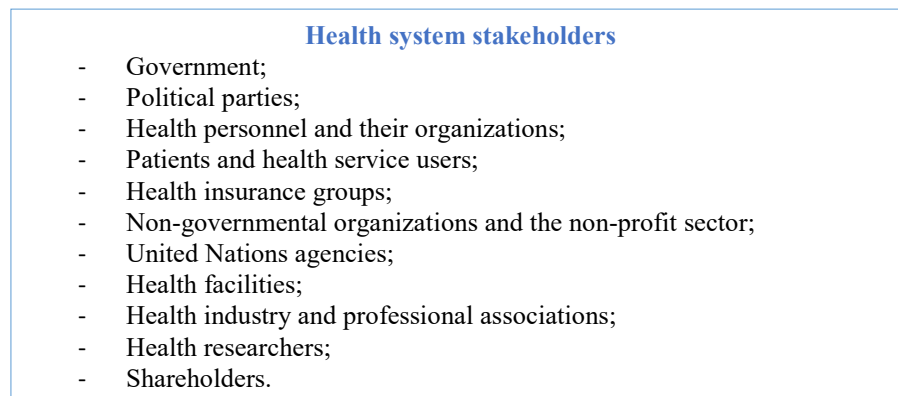 Health system stakeholders
- Government;
- Political parties;
- Health personnel and their organizations;
- Patients and health service users;
- Health insurance groups;
- Non-governmental organizations and the non-profit sector;
- United Nations agencies;
- Health facilities;
- Health industry and professional associations;
- Health researchers;
- Shareholders.